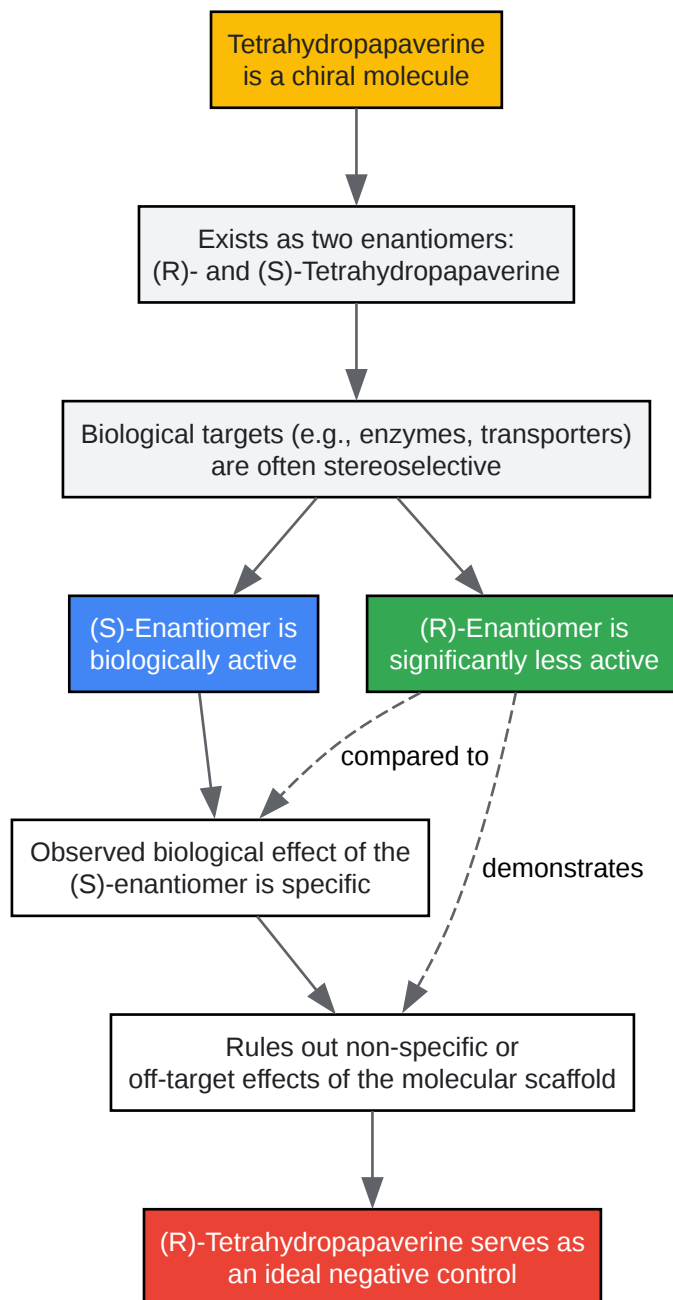 Tetrahydropapaverine
is a chiral molecule
Exists as two enantiomers:
(R)- and (S)-Tetrahydropapaverine
Biological targets (e.g., enzymes, transporters)
are often stereoselective
(S)-Enantiomer is
biologically active
(R)-Enantiomer is
significantly less active
compared to
Observed biological effect of the
(S)-enantiomer is specific
demonstrates
Rules out non-specific or
off-target effects of the molecular scaffold
(R)-Tetrahydropapaverine serves as
an ideal negative control